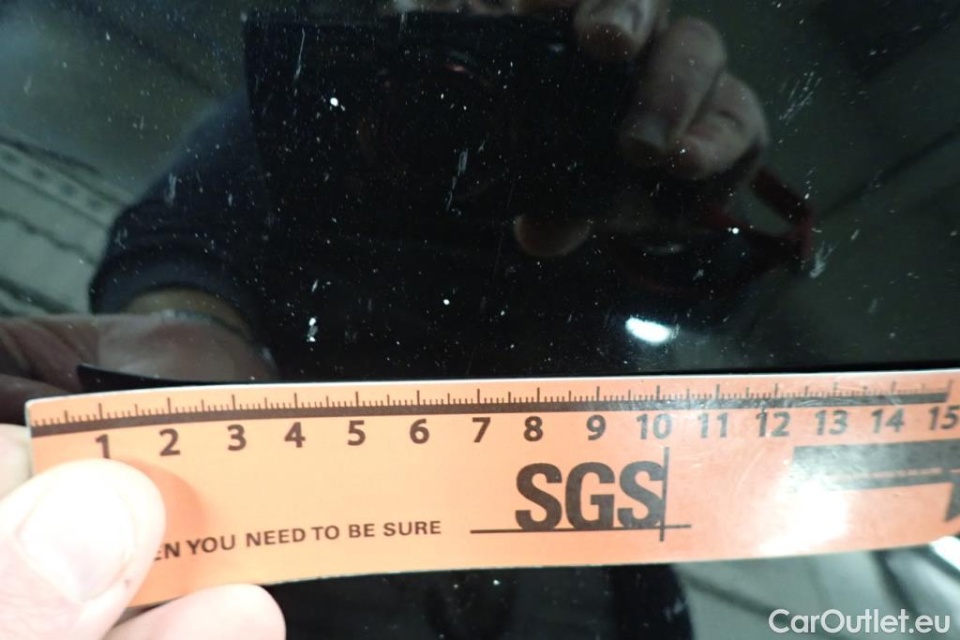 1 2 3 4 5 6 7 8 9 10 11 12 13 14 15
SGS
EN YOU NEED TO BE SURE
CarOutlet.eu